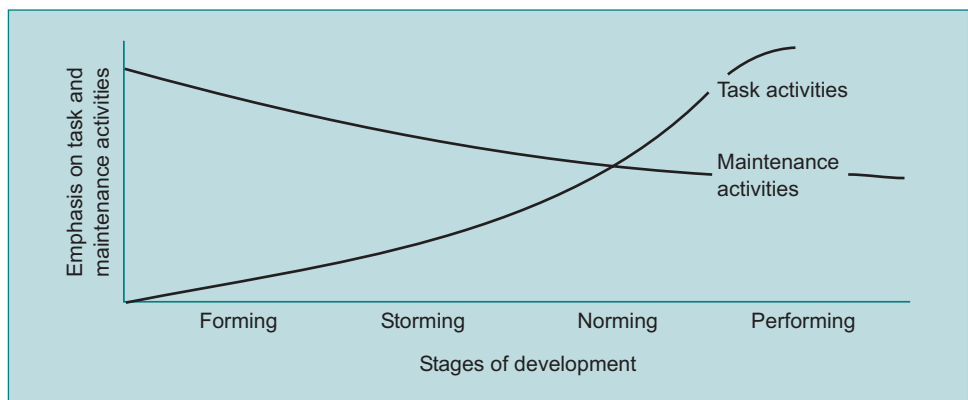 Emphasis on task and
maintenance activities
Task activities
Maintenance
activities
Forming
Storming
Norming
Performing
Stages of development